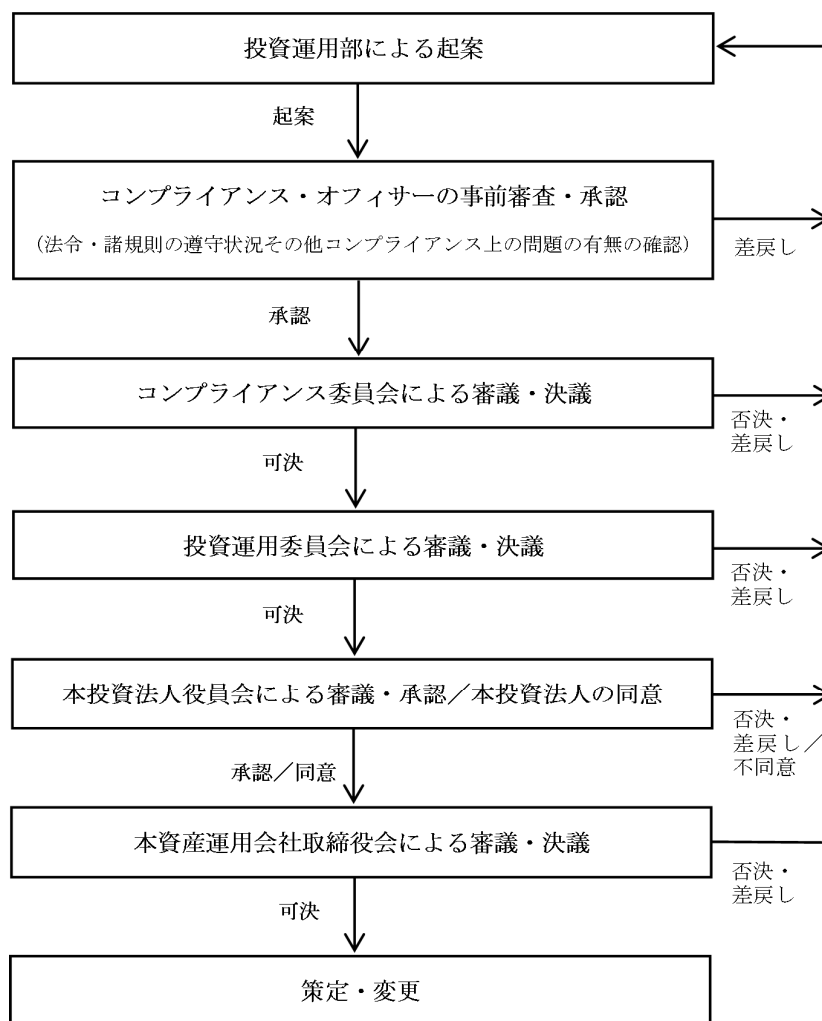 投資運用部による起案
起案
コンプライアンス・オフィサーの事前審査・承認
（法令・諸規則の遵守状況その他コンプライアンス上の問題の有無の確認）
差戻し
承認
コンプライアンス委員会による審議・決議
否決・
差戻し
可決
投資運用委員会による審議・決議
否決・
差戻し
可決
本投資法人役員会による審議・承認／本投資法人の同意
否決・
差戻し／
不同意
承認／同意
本資産運用会社取締役会による審議・決議
否決・
差戻し
可決
策定・変更